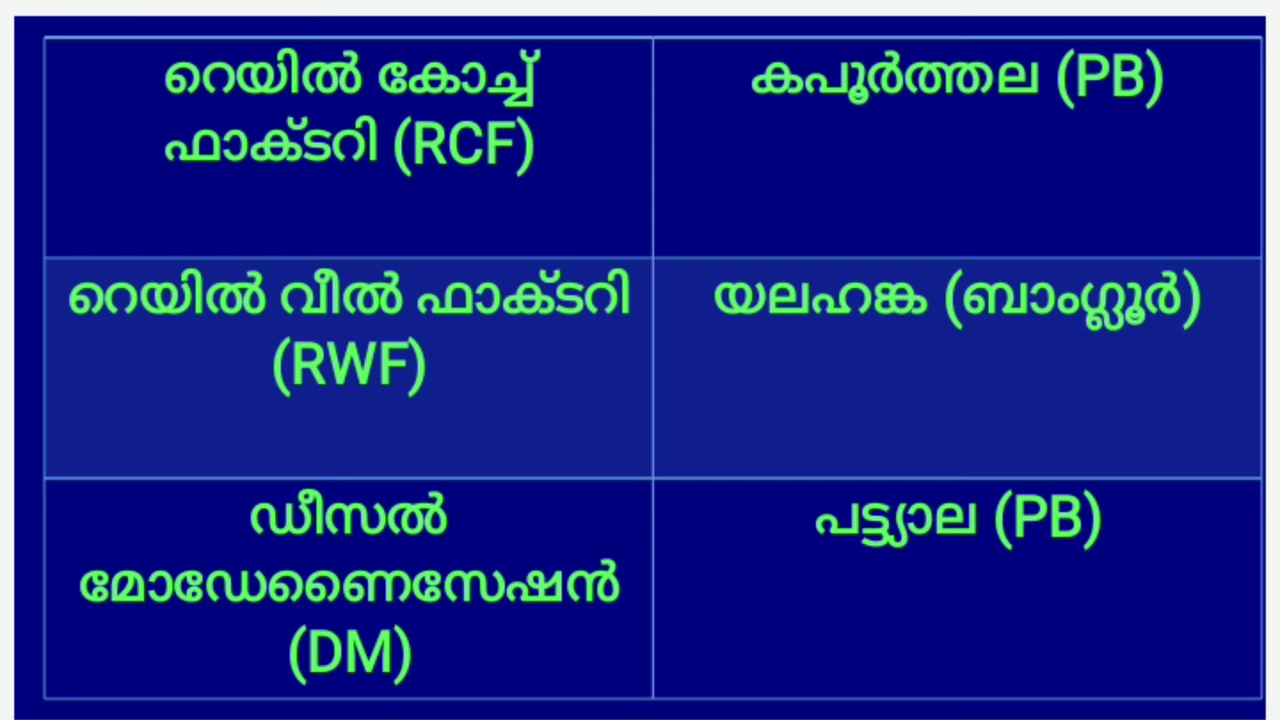 റെയിൽ കോച്ച്
ഫാക്ടറി (RCF)
കപൂർത്തല (PB)
റെയിൽ വീൽ ഫാക്ടറി
(RWF)
യലഹങ്ക (ബാംഗ്ലൂർ)
ഡീസൽ
മോഡേണൈസേഷൻ
(DM)
പട്ട്യാല (PB)